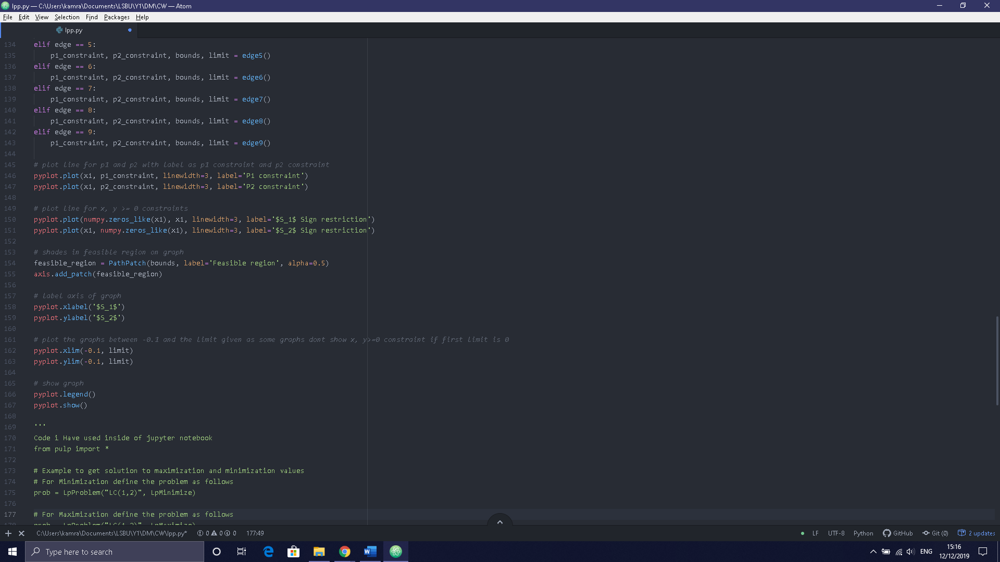 lpp.py — C:\Users\kamra\Documents\LSBU\Y1\DM\CW — Atom
File Edit View Selection Find Packages Help
lpp.py
134 elif edge == 5:
135 p1_constraint, p2_constraint, bounds, limit = edge5()
136 elif edge == 6:
137 p1_constraint, p2_constraint, bounds, limit = edge6()
138 elif edge == 7:
139 p1_constraint, p2_constraint, bounds, limit = edge7()
140 elif edge == 8:
141 p1_constraint, p2_constraint, bounds, limit = edge8()
142 elif edge == 9:
143 p1_constraint, p2_constraint, bounds, limit = edge9()
144
145 # plot line for p1 and p2 with label as p1 constraint and p2 constraint
146 pyplot.plot(x1, p1_constraint, linewidth=3, label='P1 constraint')
147 pyplot.plot(x1, p2_constraint, linewidth=3, label='P2 constraint')
148
149 # plot line for x, y >= 0 constraints
150 pyplot.plot(numpy.zeros_like(x1), x1, linewidth=3, label='$S_1$ Sign restriction')
151 pyplot.plot(x1, numpy.zeros_like(x1), linewidth=3, label='$S_2$ Sign restriction')
152
153 # shades in feasible region on graph
154 feasible_region = PathPatch(bounds, label='Feasible region', alpha=0.5)
155 axis.add_patch(feasible_region)
156
157 # label axis of graph
158 pyplot.xlabel('$S_1$')
159 pyplot.ylabel('$S_2$')
160
161 # plot the graphs between -0.1 and the limit given as some graphs dont show x, y>=0 constraint if first limit is 0
162 pyplot.xlim(-0.1, limit)
163 pyplot.ylim(-0.1, limit)
164
165 # show graph
166 pyplot.legend()
167 pyplot.show()
168
169 '''
170 Code i Have used inside of jupyter notebook
171 from pulp import *
172
173 # Example to get solution to maximization and minimization values
174 # For Minimization define the problem as follows
175 prob = LpProblem("LC(1,2)", LpMinimize)
176
177 # For Maximization define the problem as follows
178 prob = LpProblem("LC(1,2)", LpMaximize)
C:\Users\kamra\Documents\LSBU\Y1\DM\CW\lpp.py* 0 0 0 177:49 LF UTF-8 Python GitHub Git (0) 2 updates
Type here to search
ENG
15:16
12/12/2019